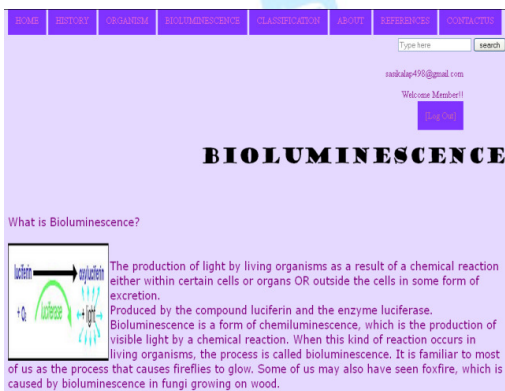 HOME HISTORY ORGANISM BIOLUMINESCENCE CLASSIFICATION ABOUT REFERENCES CONTACTUS
Type here search
sasikalap498@gmail.com
Welcome Member!!
[Log Out]
BIOLUMINESCENCE
What is Bioluminescence?
luciferin oxyluciferin
+ O₂ luciferase + light
The production of light by living organisms as a result of a chemical reaction
either within certain cells or organs OR outside the cells in some form of
excretion.
Produced by the compound luciferin and the enzyme luciferase.
Bioluminescence is a form of chemiluminescence, which is the production of
visible light by a chemical reaction. When this kind of reaction occurs in
living organisms, the process is called bioluminescence. It is familiar to most
of us as the process that causes fireflies to glow. Some of us may also have seen foxfire, which is
caused by bioluminescence in fungi growing on wood.